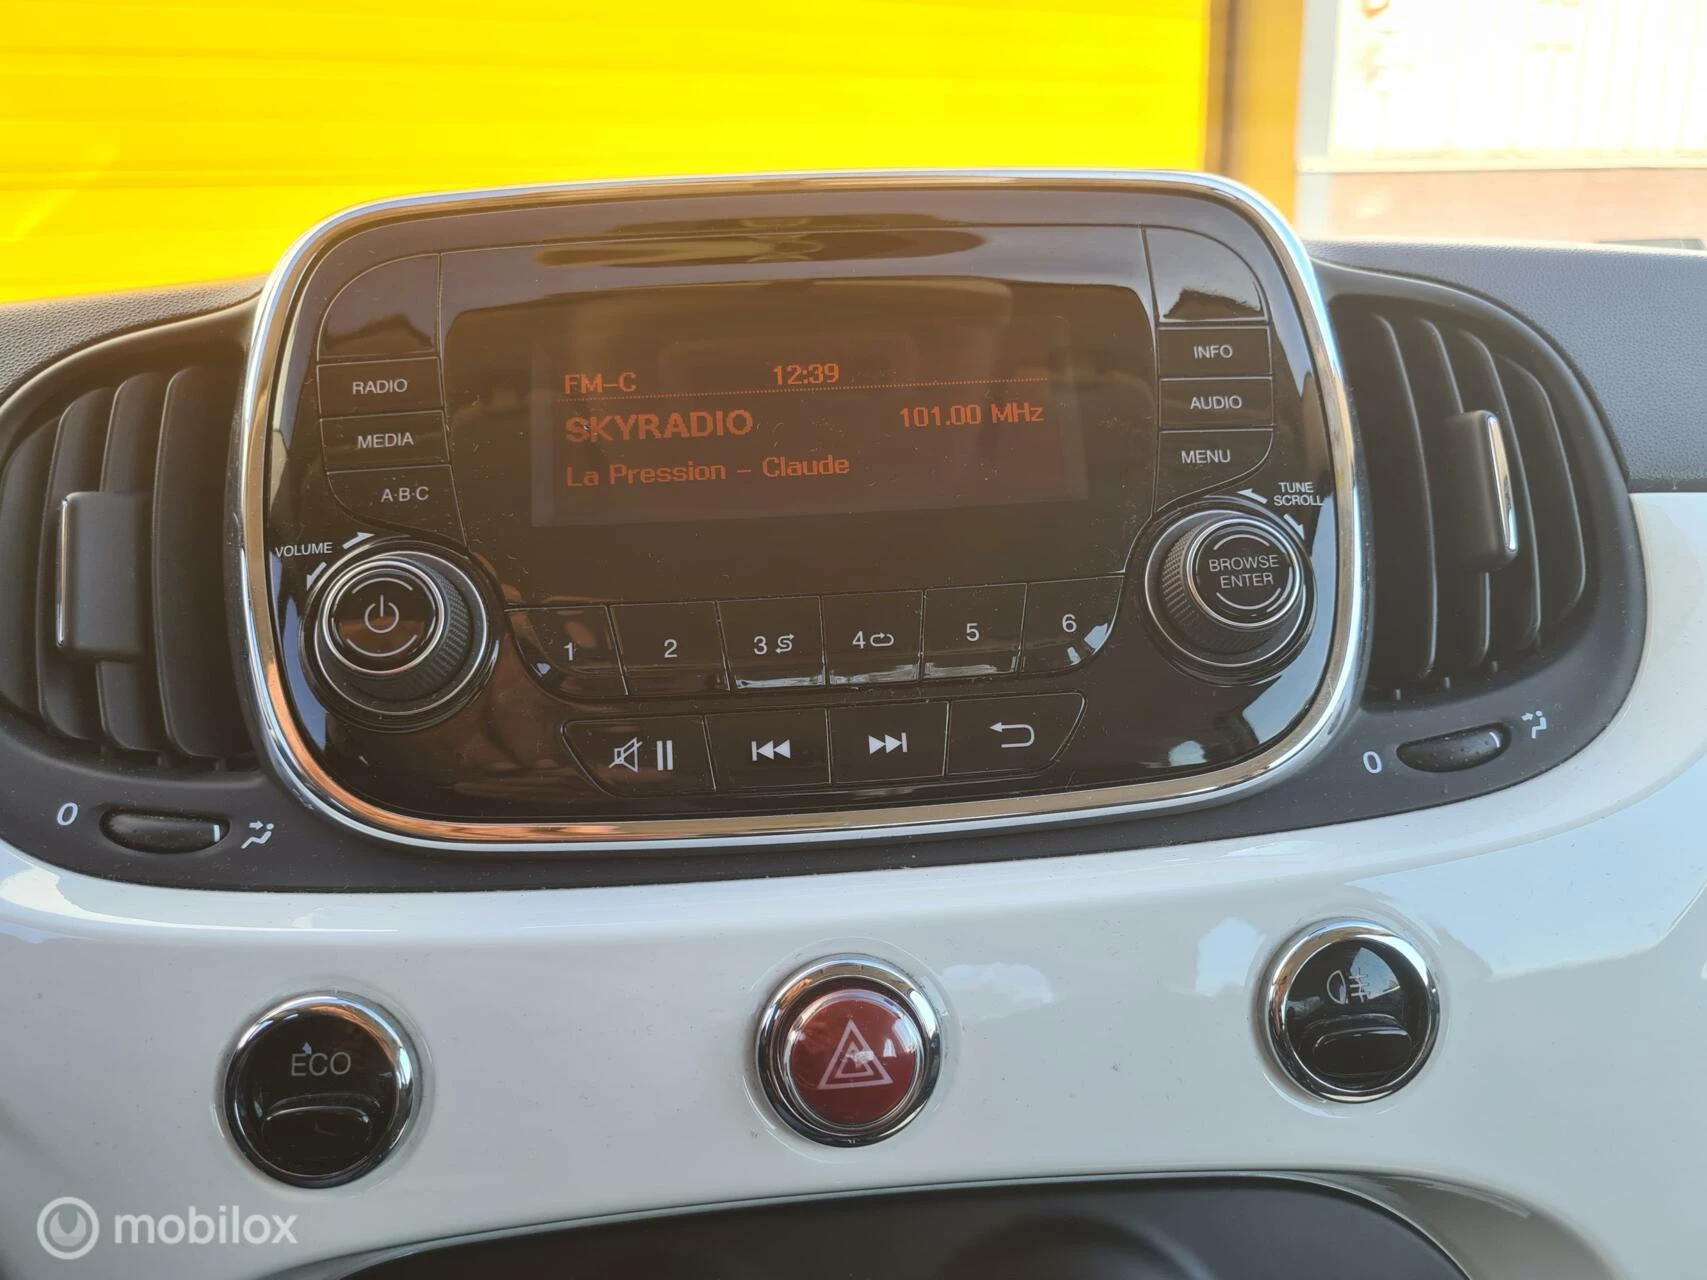 FM-C 12:39
SKYRADIO 101.00 MHz
La Pression - Claude
RADIO
MEDIA
A·B·C
INFO
AUDIO
MENU
VOLUME
TUNE
SCROLL
BROWSE
ENTER
1 2 3 4 5 6
0
0
ECO
mobilox